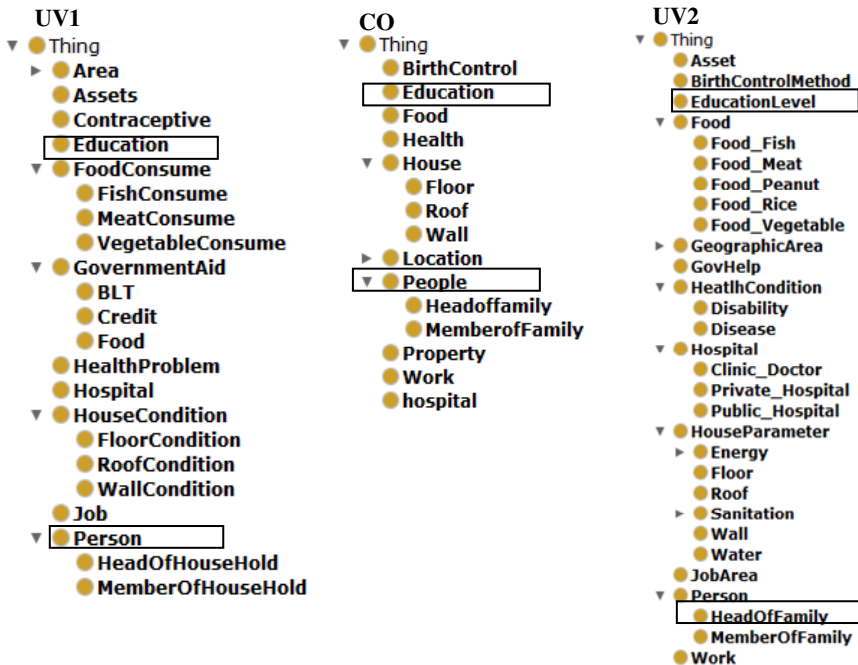 UV1
Thing
Area
Assets
Contraceptive
Education
FoodConsume
FishConsume
MeatConsume
VegetableConsume
GovernmentAid
BLT
Credit
Food
HealthProblem
Hospital
HouseCondition
FloorCondition
RoofCondition
WallCondition
Job
Person
HeadOfHouseHold
MemberOfHouseHold
CO
Thing
BirthControl
Education
Food
Health
House
Floor
Roof
Wall
Location
People
Headoffamily
MemberofFamily
Property
Work
hospital
UV2
Thing
Asset
BirthControlMethod
EducationLevel
Food
Food_Fish
Food_Meat
Food_Peanut
Food_Rice
Food_Vegetable
GeographicArea
GovHelp
HeatlhCondition
Disability
Disease
Hospital
Clinic_Doctor
Private_Hospital
Public_Hospital
HouseParameter
Energy
Floor
Roof
Sanitation
Wall
Water
JobArea
Person
HeadOfFamily
MemberOfFamily
Work